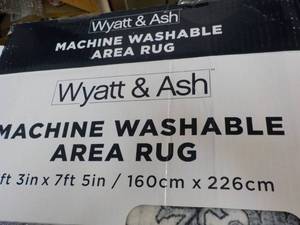 Wyatt & Ash
MACHINE WASHABLE
AREA RUG
Wyatt & Ash
MACHINE WASHABLE
AREA RUG
ft 3in x 7ft 5in / 160cm x 226cm